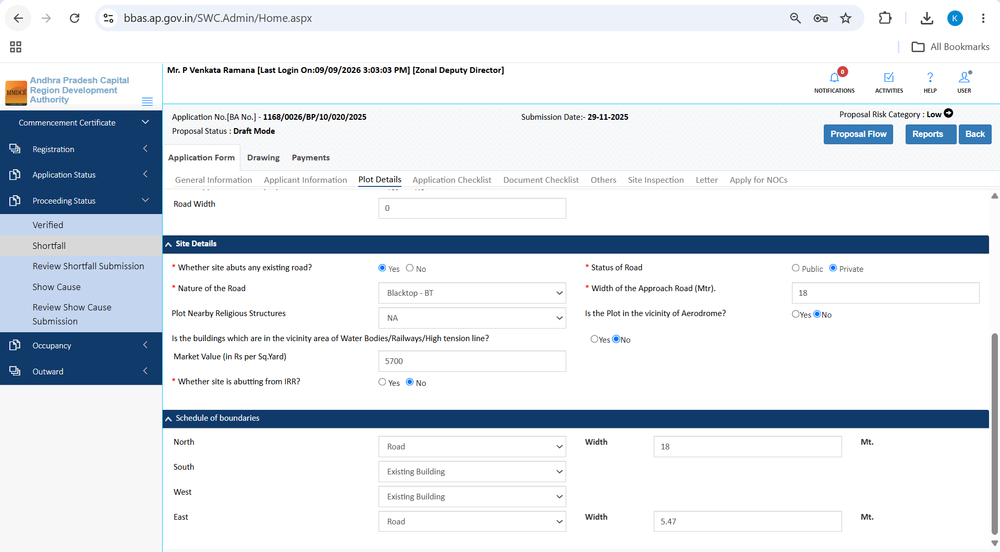 bbas.ap.gov.in/SWC.Admin/Home.aspx
K
All Bookmarks
BIMDCR
Andhra Pradesh Capital
Region Development
Authority
Mr. P Venkata Ramana [Last Login On:09/09/2026 3:03:03 PM] [Zonal Deputy Director]
0
NOTIFICATIONS
ACTIVITIES
HELP
USER
Commencement Certificate
Registration
Application Status
Proceeding Status
Verified
Shortfall
Review Shortfall Submission
Show Cause
Review Show Cause
Submission
Occupancy
Outward
Application No.[BA No.] - 1168/0026/BP/10/020/2025
Submission Date:- 29-11-2025
Proposal Risk Category : Low
Proposal Status : Draft Mode
Proposal Flow
Reports
Back
Application Form
Drawing
Payments
General Information
Applicant Information
Plot Details
Application Checklist
Document Checklist
Others
Site Inspection
Letter
Apply for NOCs
Road Width
0
Site Details
* Whether site abuts any existing road?
Yes No
* Status of Road
Public Private
* Nature of the Road
Blacktop - BT
* Width of the Approach Road (Mtr).
18
Plot Nearby Religious Structures
NA
Is the Plot in the vicinity of Aerodrome?
Yes No
Is the buildings which are in the vicinity area of Water Bodies/Railways/High tension line?
Yes No
Market Value (in Rs per Sq.Yard)
5700
* Whether site is abutting from IRR?
Yes No
Schedule of boundaries
North
Road
Width
18
Mt.
South
Existing Building
West
Existing Building
East
Road
Width
5.47
Mt.